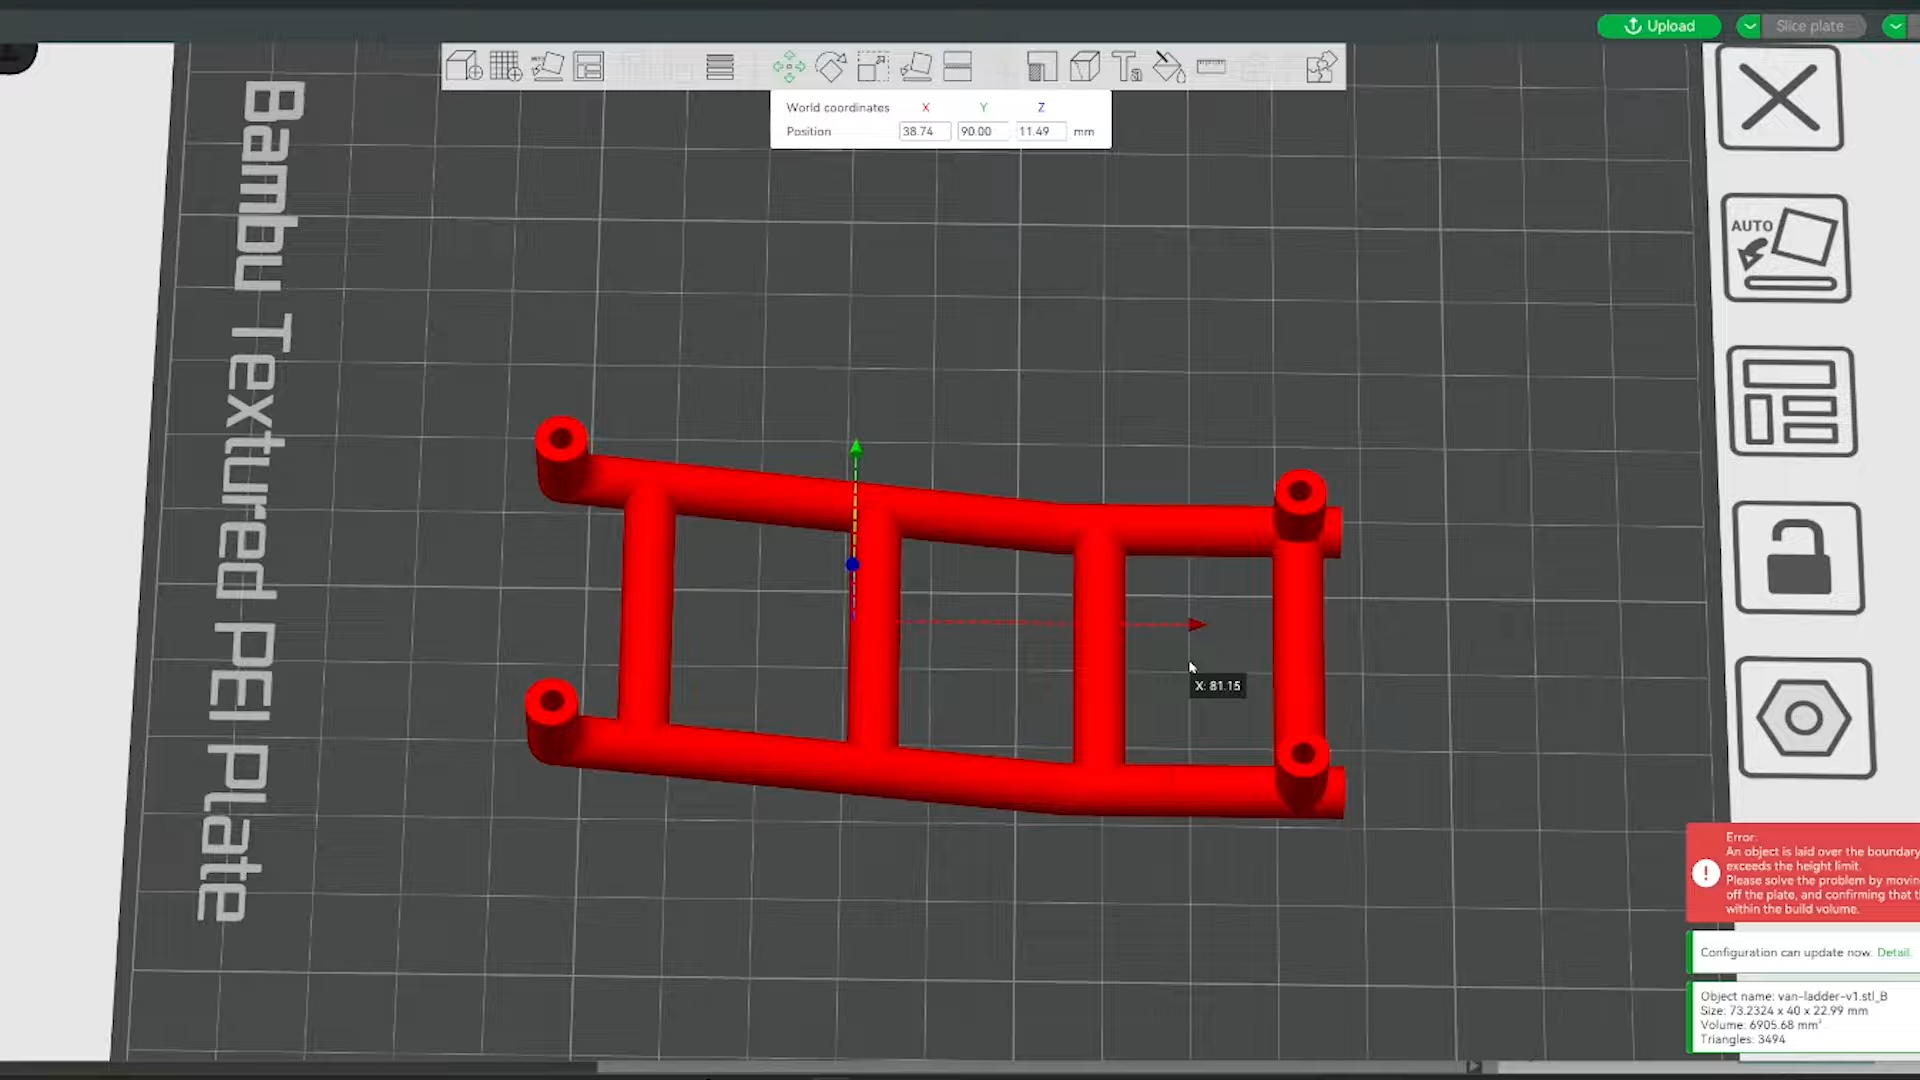 Upload
Slice plate
World coordinates X Y Z
Position 38.74 90.00 11.49 mm
Bambu Textured PEI Plate
AUTO
X: 81.15
Error:
An object is laid over the boundary
exceeds the height limit.
Please solve the problem by movin
off the plate, and confirming that t
within the build volume.
Configuration can update now. Detail.
Object name: van-ladder-v1.stl_B
Size: 73.2324 x 40 x 22.99 mm
Volume: 6905.68 mm³
Triangles: 3494